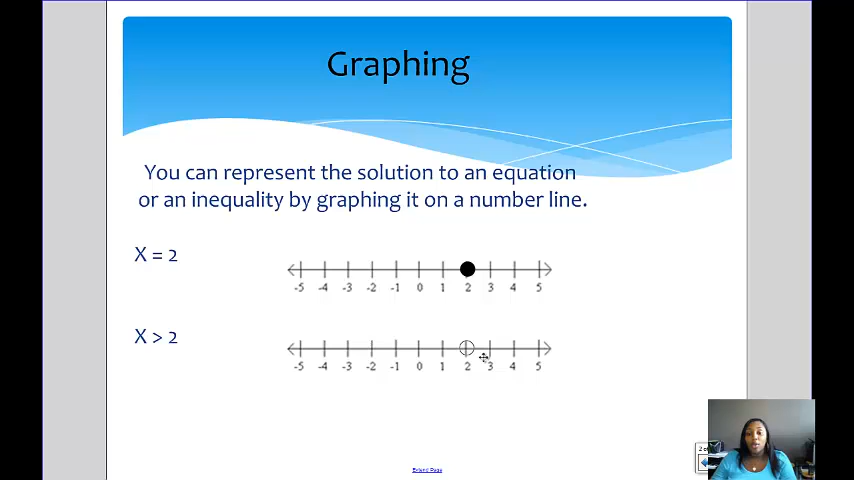 Graphing
You can represent the solution to an equation
or an inequality by graphing it on a number line.
X = 2
-5 -4 -3 -2 -1 0 1 2 3 4 5
X > 2
-5 -4 -3 -2 -1 0 1 2 3 4 5
Extend Page